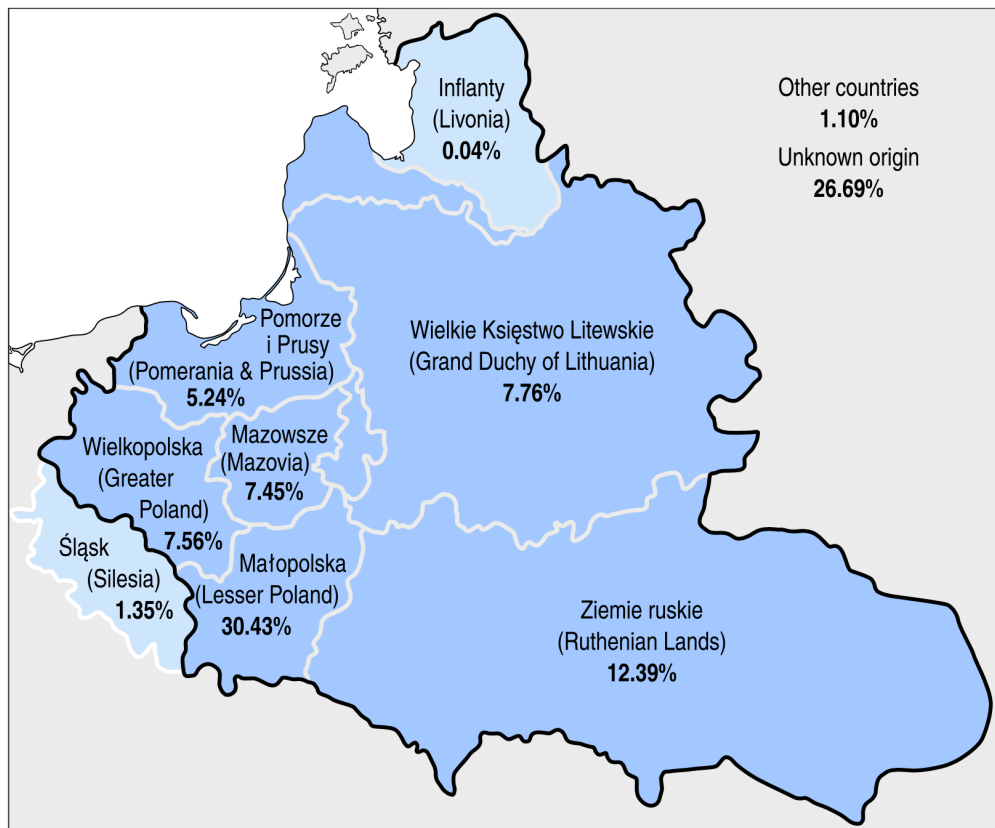 Inflanty
(Livonia)
0.04%
Other countries
1.10%
Unknown origin
26.69%
Pomorze
i Prusy
(Pomerania & Prussia)
5.24%
Wielkie Księstwo Litewskie
(Grand Duchy of Lithuania)
7.76%
Wielkopolska
(Greater
Poland)
7.56%
Mazowsze
(Mazovia)
7.45%
Śląsk
(Silesia)
1.35%
Małopolska
(Lesser Poland)
30.43%
Ziemie ruskie
(Ruthenian Lands)
12.39%